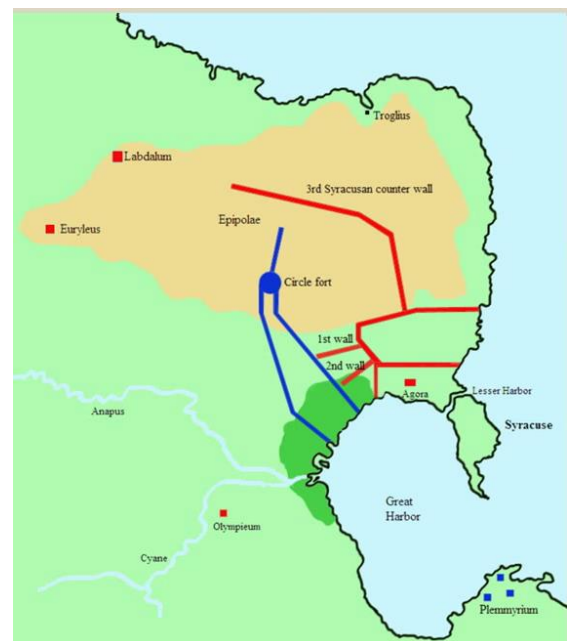 Troglius
Labdalum
3rd Syracusan counter wall
Epipolae
Euryleus
Circle fort
1st wall
2nd wall
Agora
Lesser Harbor
Anapus
Syracuse
Great
Harbor
Olympieum
Cyane
Plemmyrium